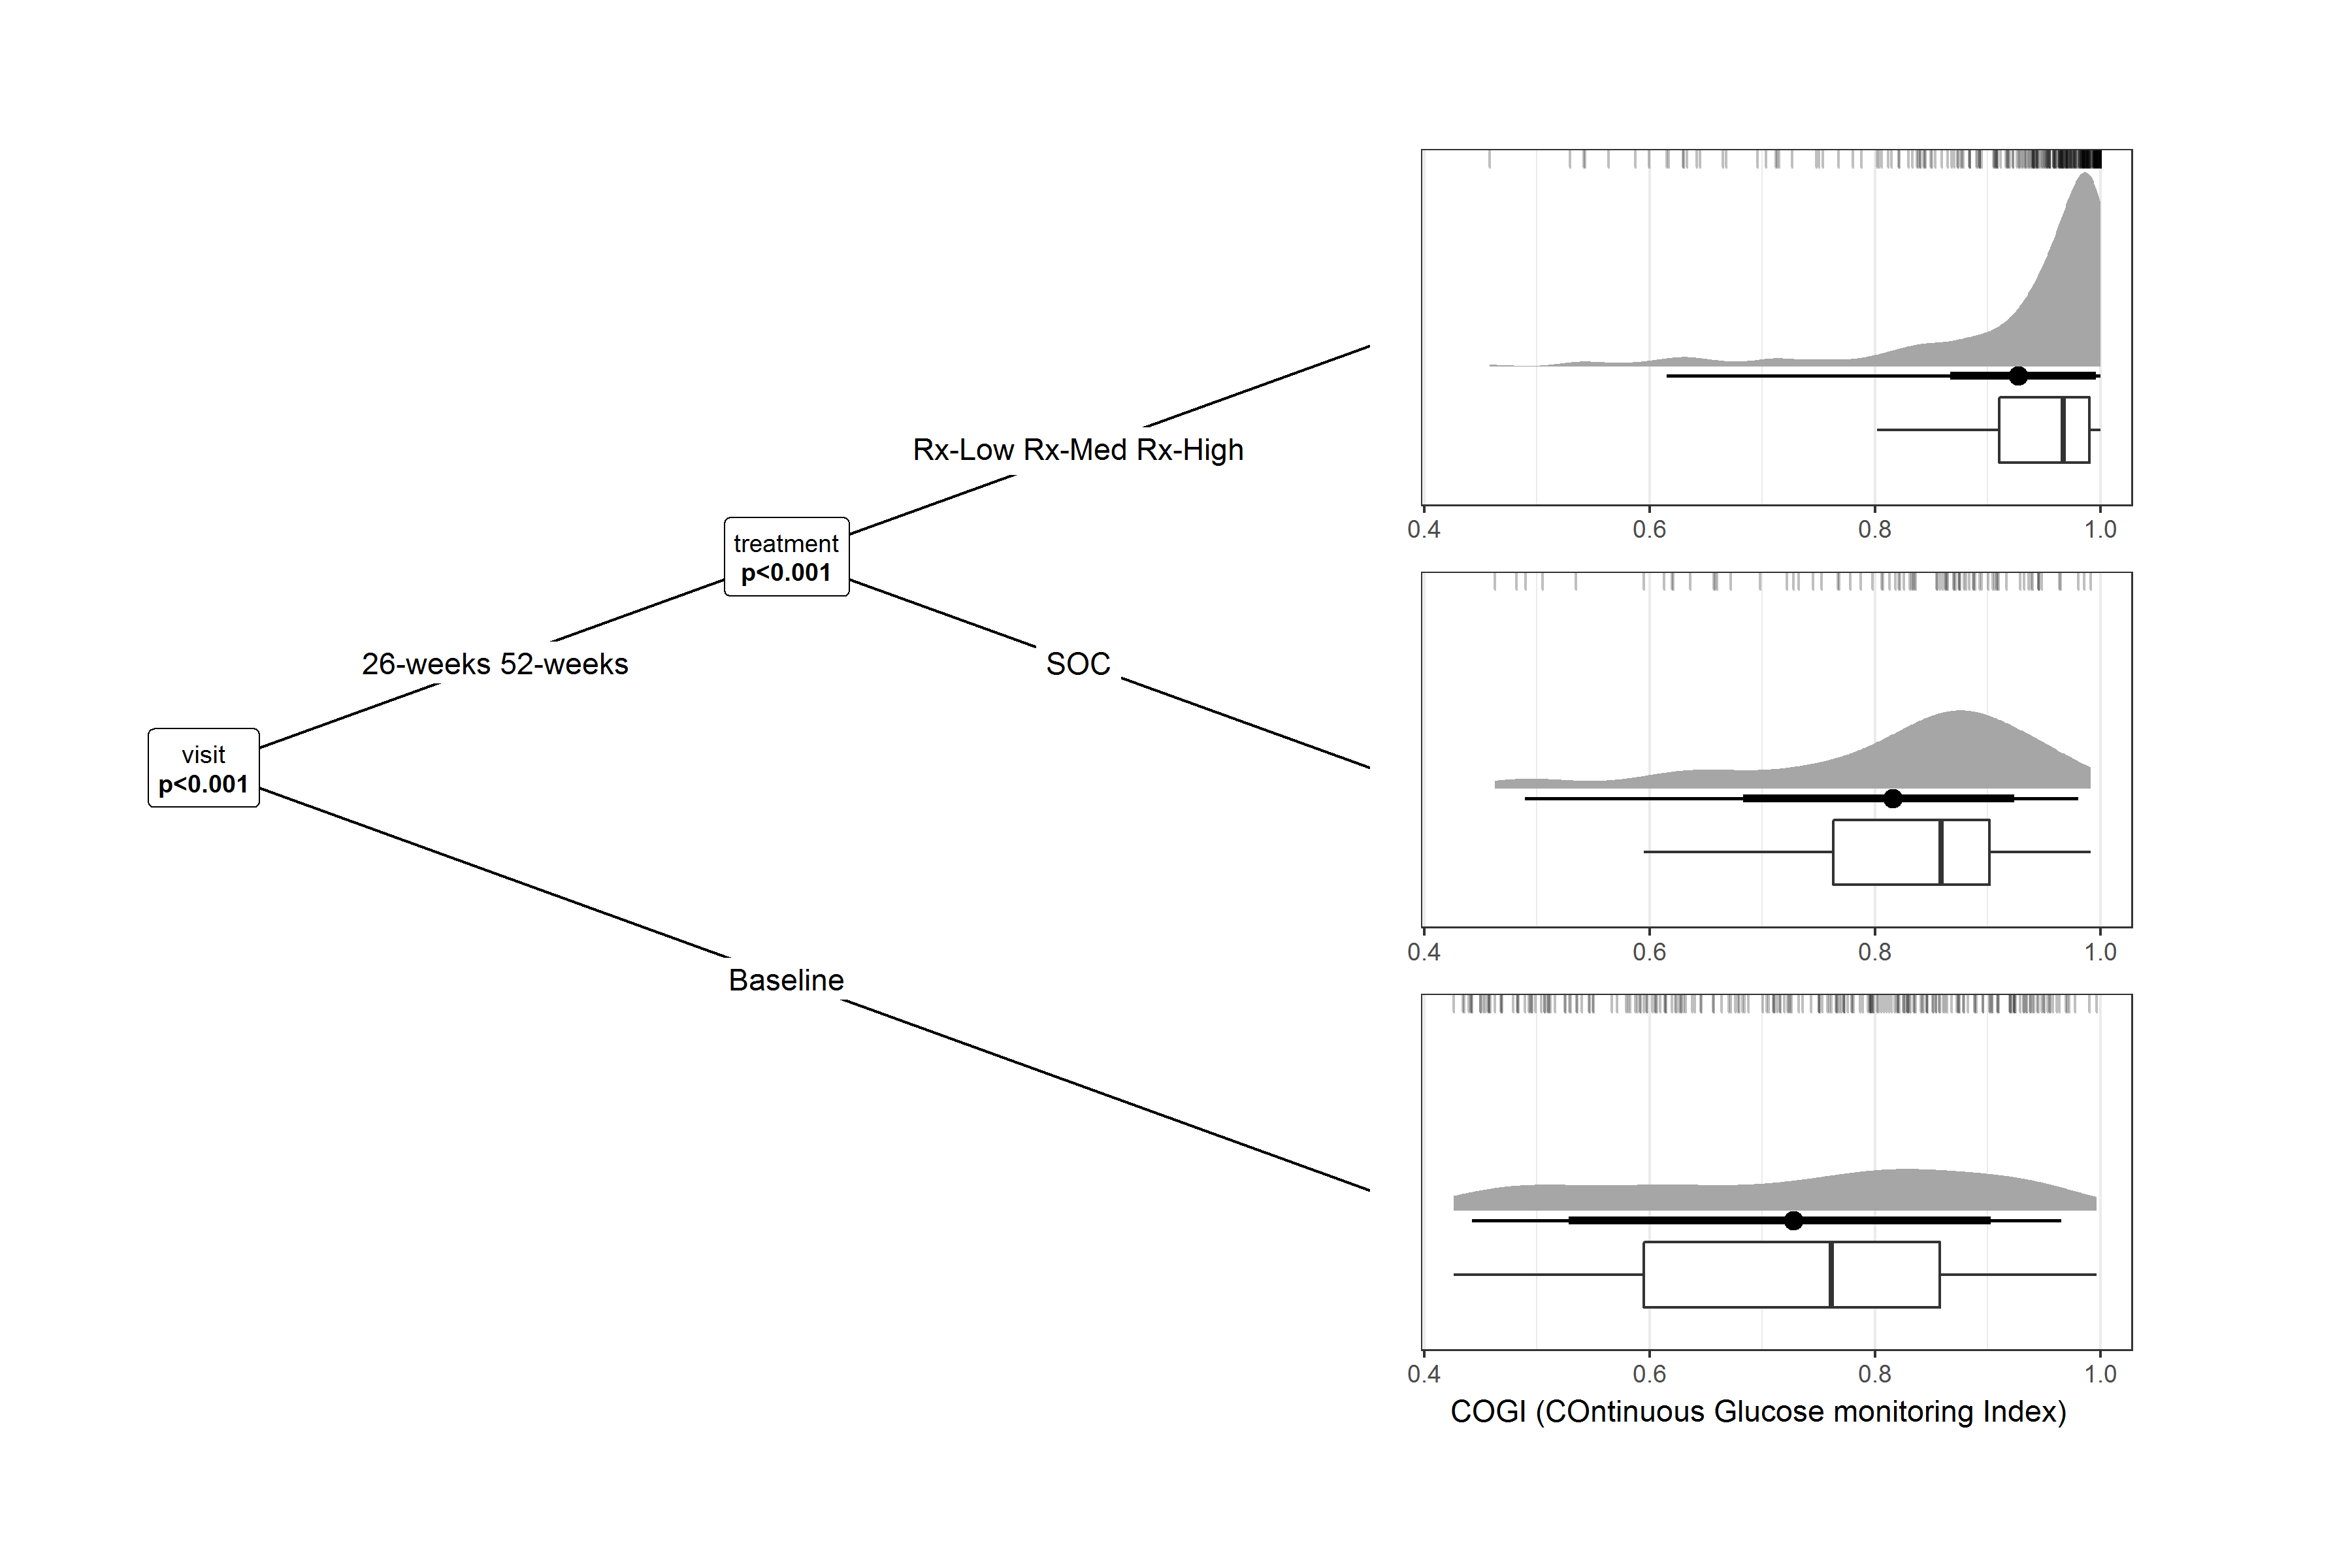 0.4 0.6 0.8 1.0
Rx-Low Rx-Med Rx-High
treatment
p<0.001
26-weeks 52-weeks
SOC
visit
p<0.001
0.4 0.6 0.8 1.0
Baseline
0.4 0.6 0.8 1.0
COGI (COntinuous Glucose monitoring Index)